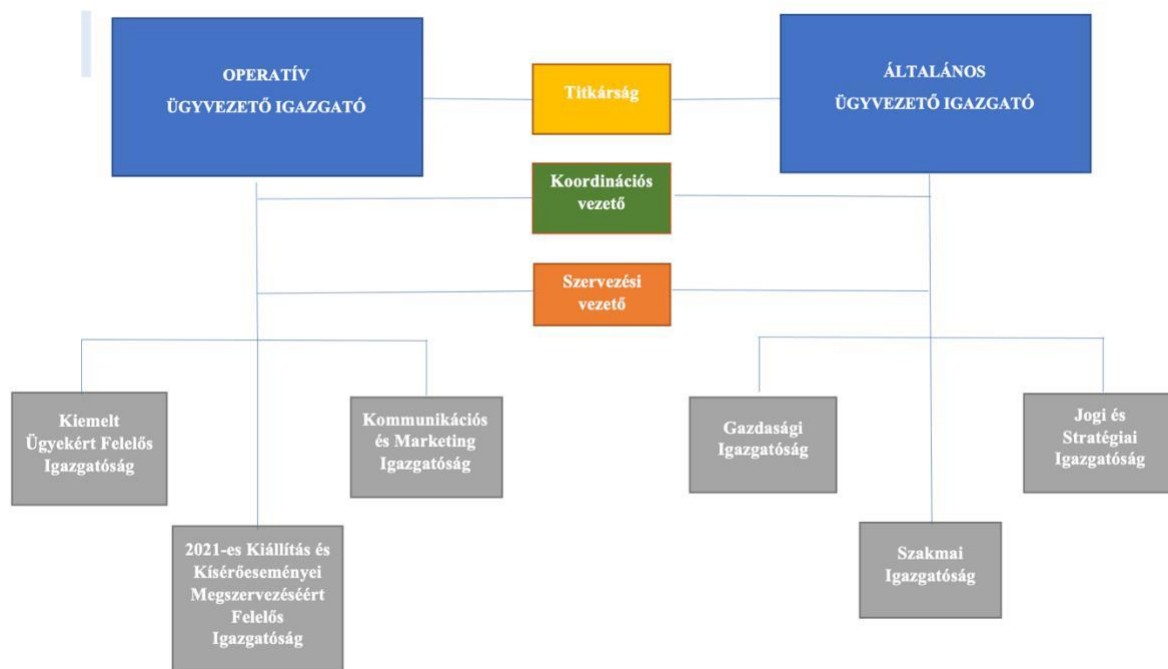 OPERATÍV
ÜGYVEZETŐ IGAZGATÓ
Titkárság
ÁLTALÁNOS
ÜGYVEZETŐ IGAZGATÓ
Koordinációs
vezető
Szervezési
vezető
Kiemelt
Ügyekért Felelős
Igazgatóság
Kommunikációs
és Marketing
Igazgatóság
Gazdasági
Igazgatóság
Jogi és
Stratégiai
Igazgatóság
2021-es Kiállítás és
Kísérőeseményei
Megszervezéséért
Felelős
Igazgatóság
Szakmai
Igazgatóság